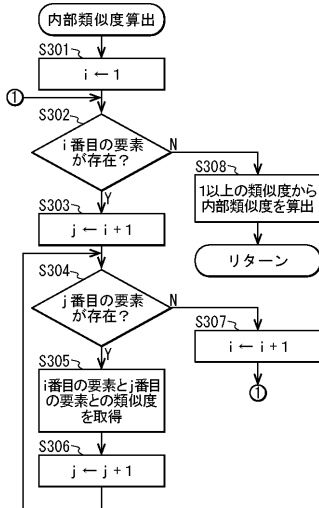 内部類似度算出
S301
i←1
①
S302
i番目の要素
が存在?
N
Y
S308
1以上の類似度から
内部類似度を算出
リターン
S303
j←i+1
S304
j番目の要素
が存在?
N
Y
S307
i←i+1
①
S305
i番目の要素とj番目
の要素との類似度
を取得
S306
j←j+1